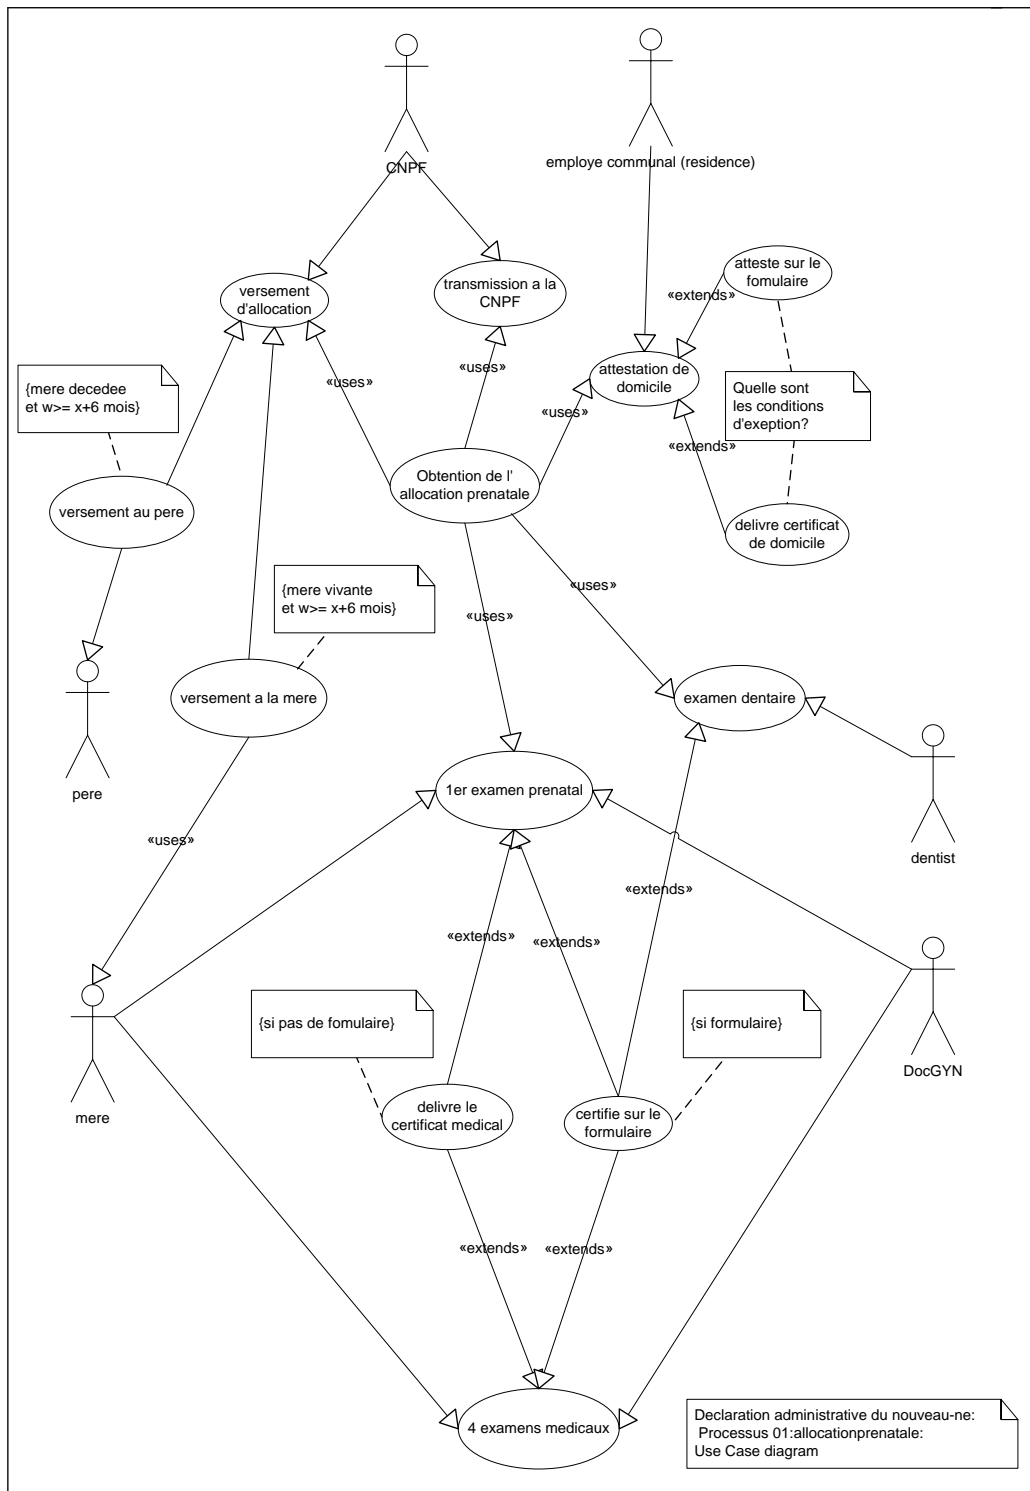 CNPF
employe communal (residence)
versement
d'allocation
transmission a la
CNPF
atteste sur le
fomulaire
«extends»
attestation de
domicile
«uses»
«uses»
«uses»
{mere decedee
et w>= x+6 mois}
Quelle sont
les conditions
d'exeption?
«extends»
Obtention de l'
allocation prenatale
versement au pere
delivre certificat
de domicile
{mere vivante
et w>= x+6 mois}
«uses»
«uses»
versement a la mere
examen dentaire
pere
1er examen prenatal
«uses»
dentist
«extends»
«extends»
«extends»
{si pas de fomulaire}
{si formulaire}
DocGYN
mere
delivre le
certificat medical
certifie sur le
formulaire
«extends»
«extends»
4 examens medicaux
Declaration administrative du nouveau-ne:
Processus 01:allocationprenatale:
Use Case diagram